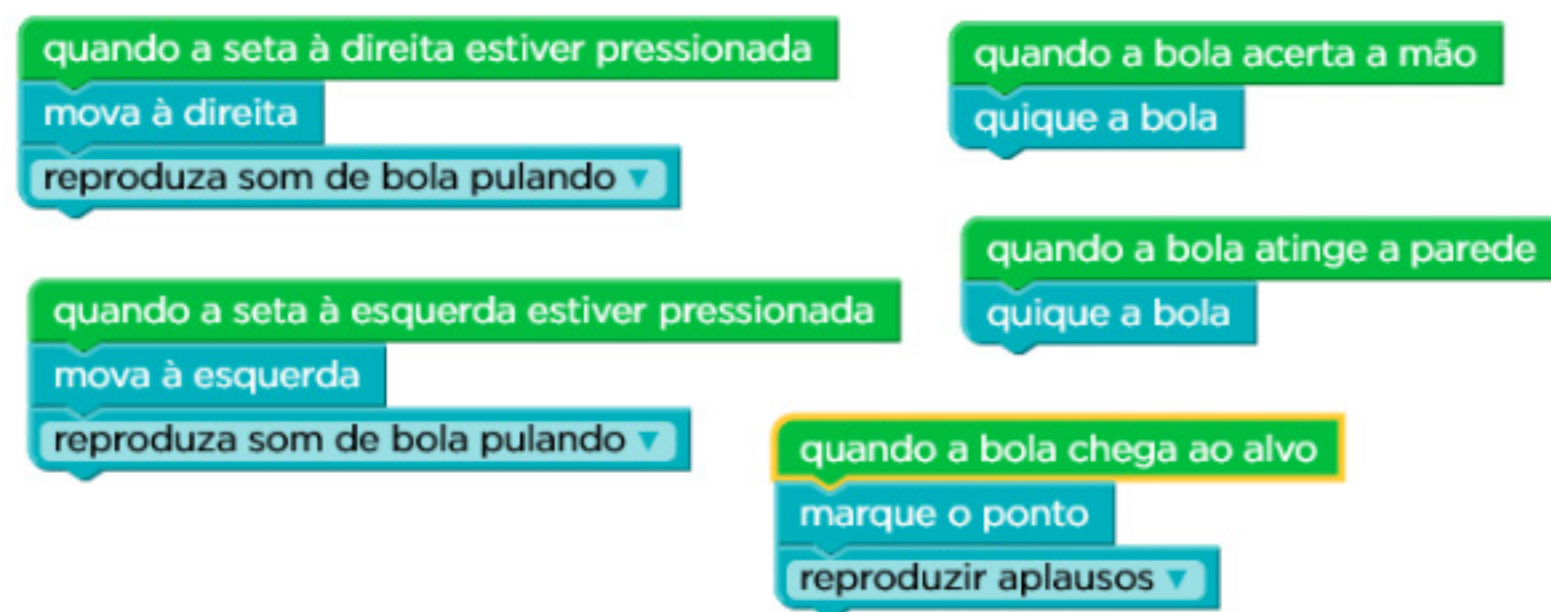 quando a seta à direita estiver pressionada
mova à direita
reproduza som de bola pulando
quando a seta à esquerda estiver pressionada
mova à esquerda
reproduza som de bola pulando
quando a bola acerta a mão
quique a bola
quando a bola atinge a parede
quique a bola
quando a bola chega ao alvo
marque o ponto
reproduzir aplausos